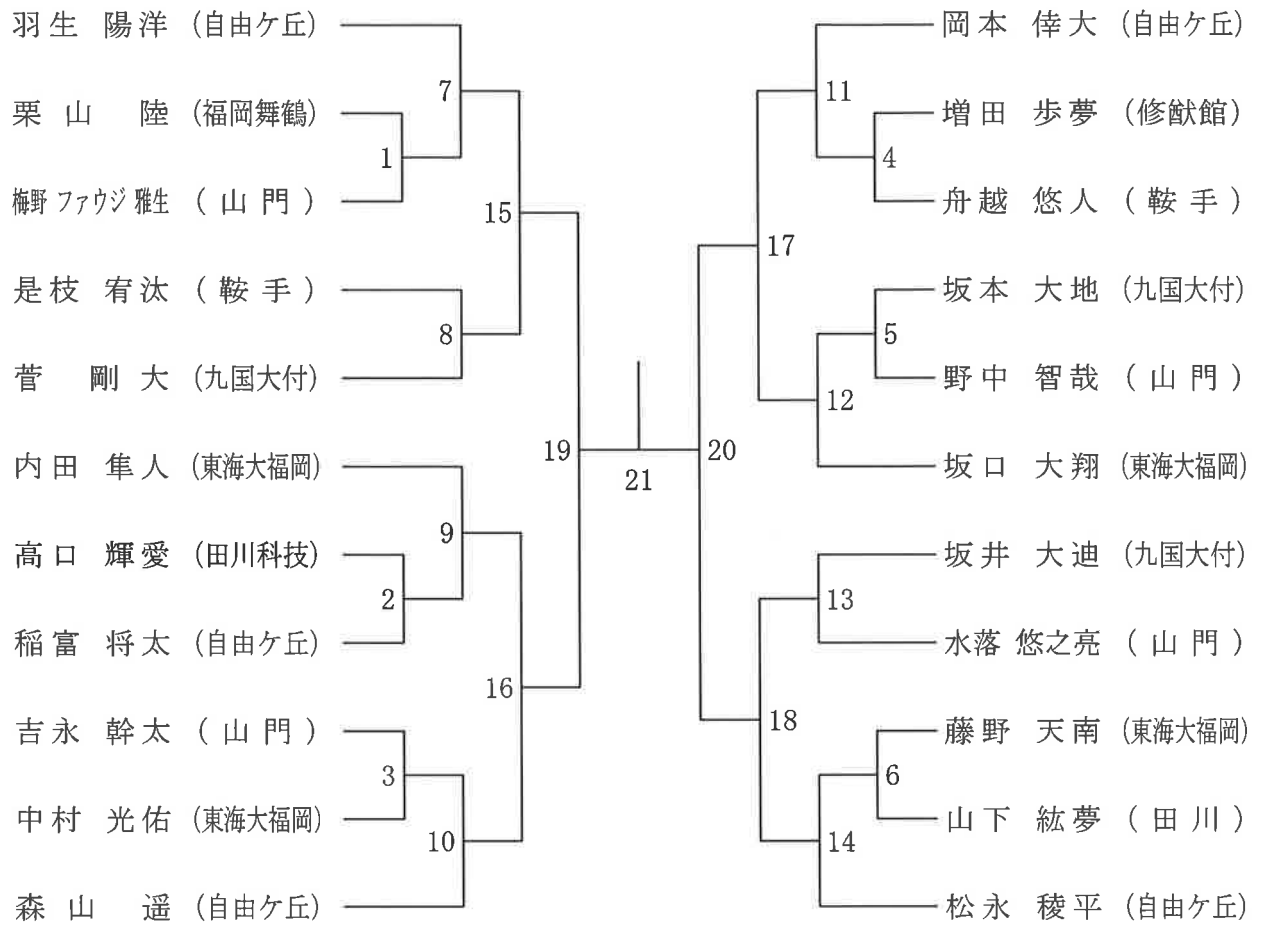 羽生 陽洋 (自由ケ丘)
7
栗山 陸 (福岡舞鶴)
1
梅野 ファウジ 雅生 (山門)
15
是枝 宥汰 (鞍手)
8
菅 剛大 (九国大付)
19
内田 隼人 (東海大福岡)
9
高口 輝愛 (田川科技)
2
稲富 将太 (自由ケ丘)
16
吉永 幹太 (山門)
3
中村 光佑 (東海大福岡)
10
森山 遥 (自由ケ丘)
21
岡本 倖大 (自由ケ丘)
11
増田 歩夢 (修猷館)
4
舟越 悠人 (鞍手)
17
坂本 大地 (九国大付)
5
野中 智哉 (山門)
12
20
坂口 大翔 (東海大福岡)
坂井 大迪 (九国大付)
13
水落 悠之亮 (山門)
18
藤野 天南 (東海大福岡)
6
山下 紘夢 (田川)
14
松永 稜平 (自由ケ丘)